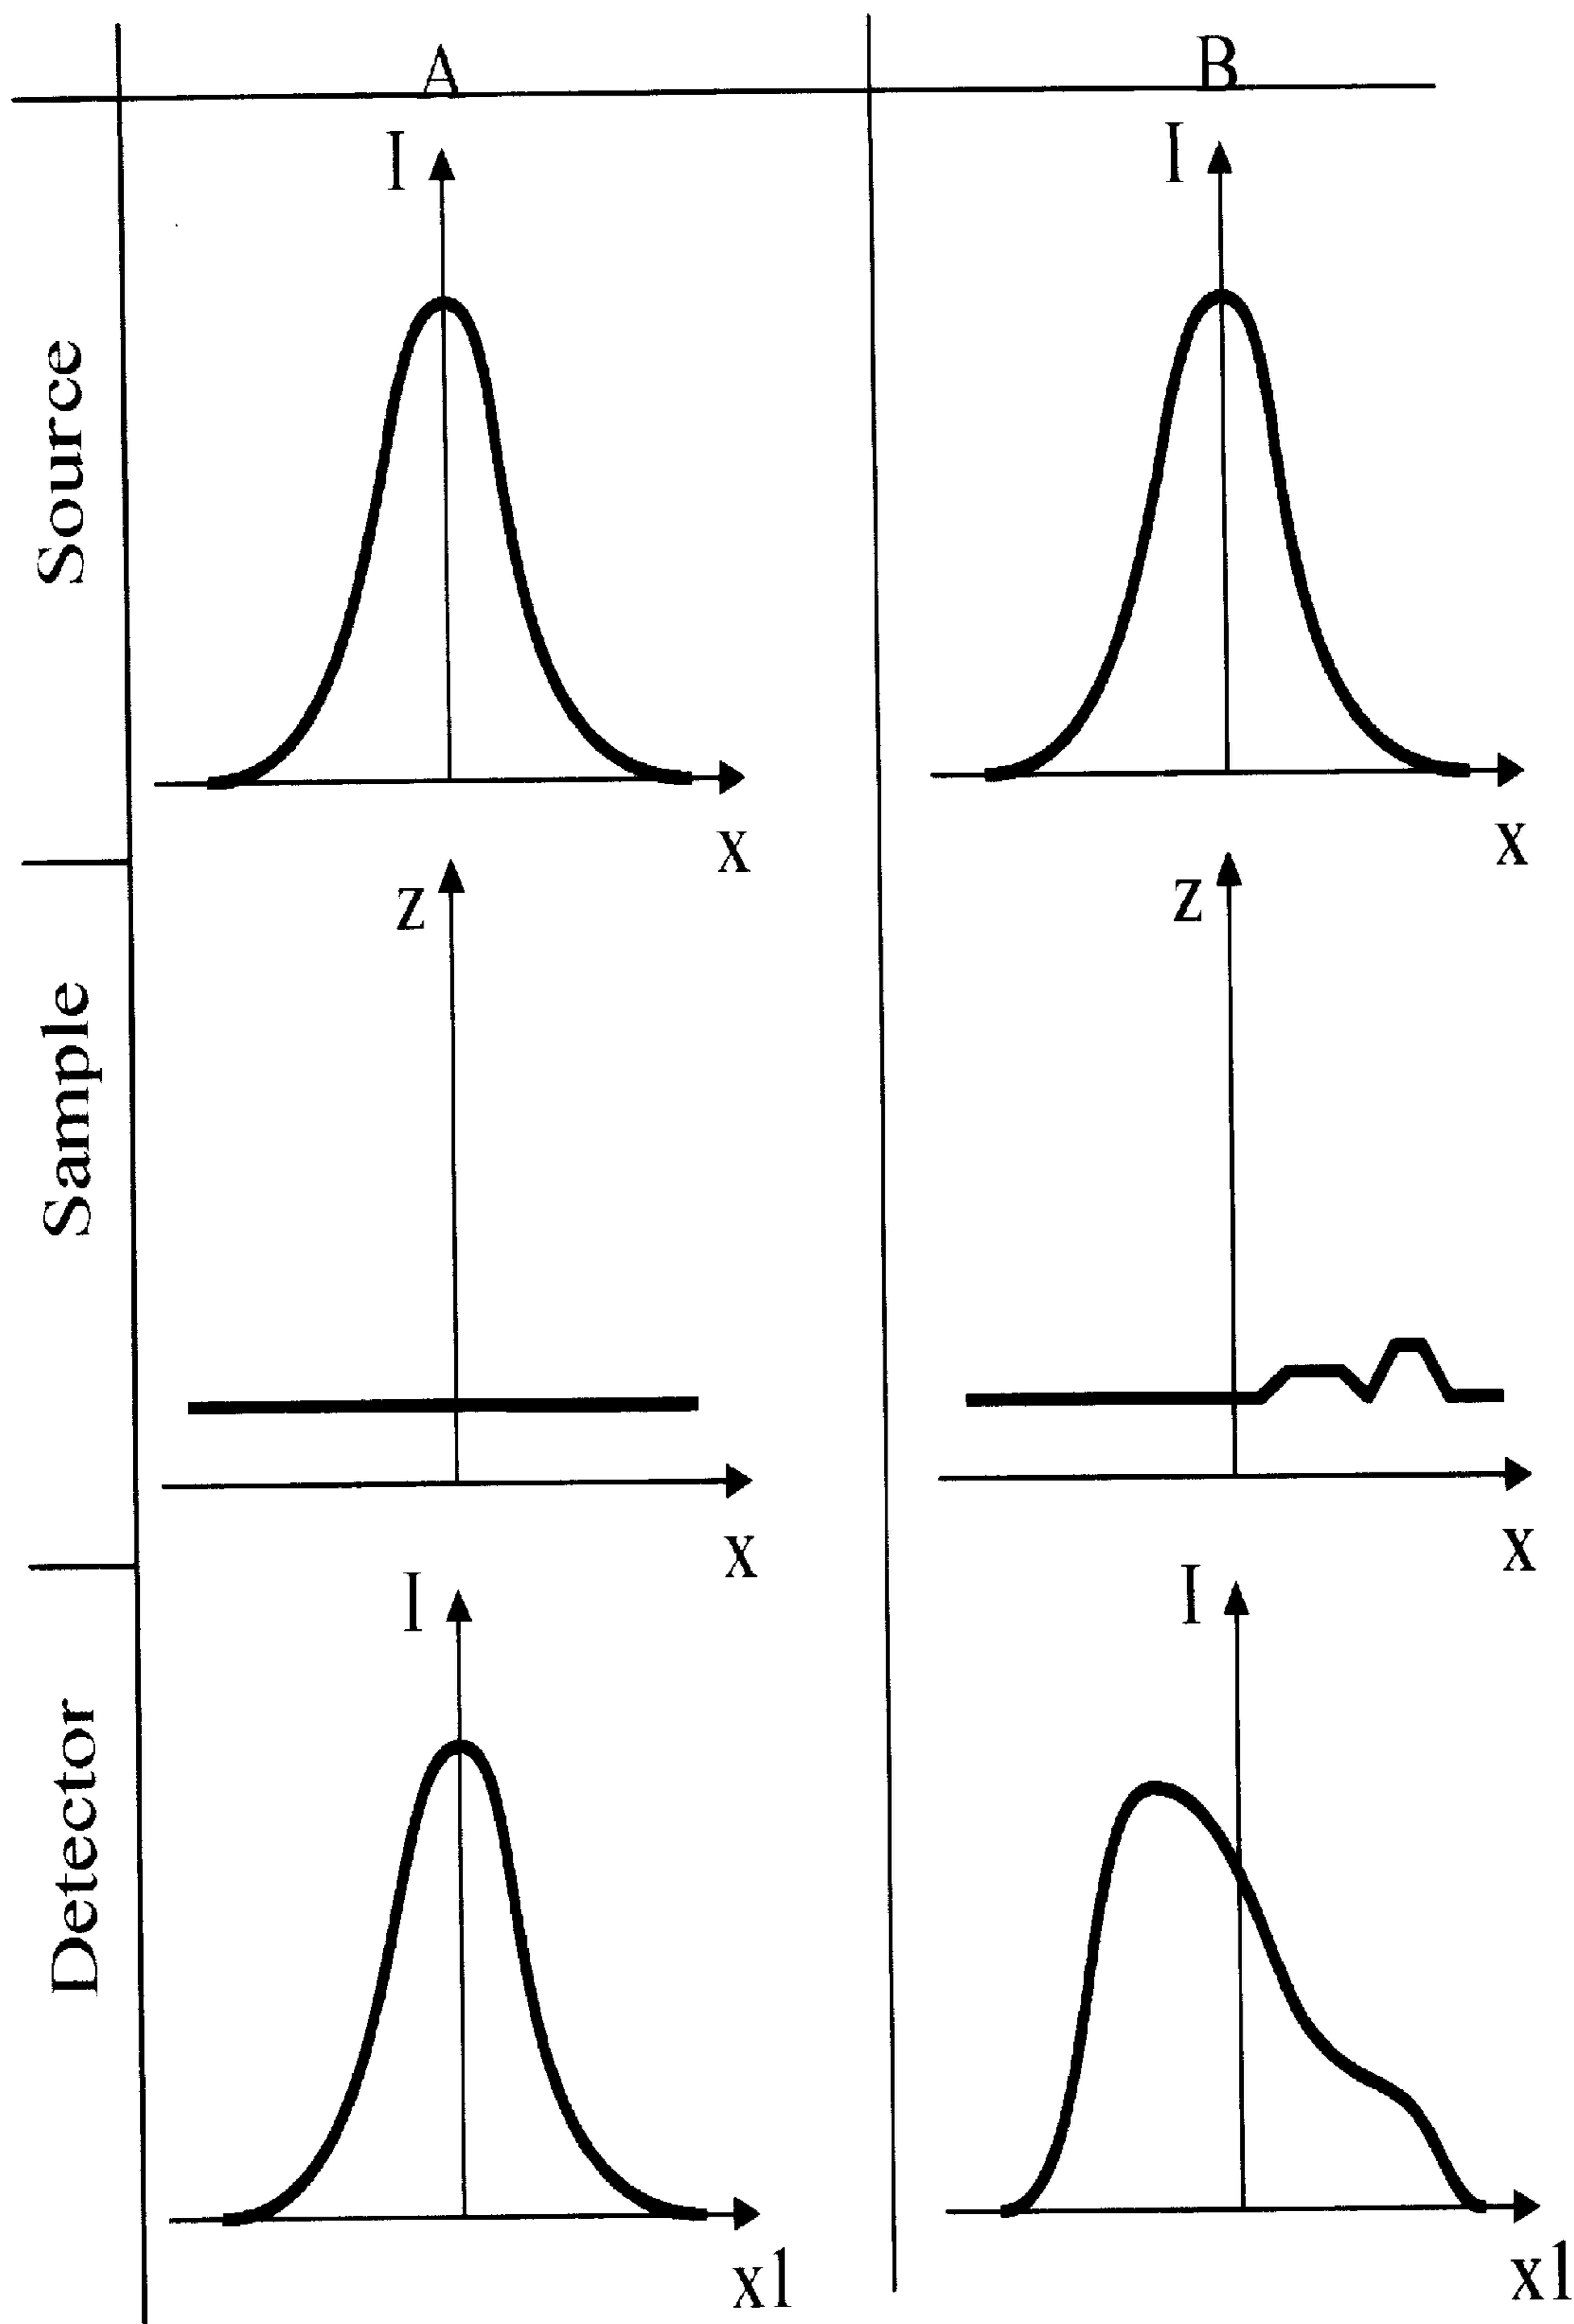 A B
I I
Source
x x
z z
Sample
x x
I I
Detector
x1 x1